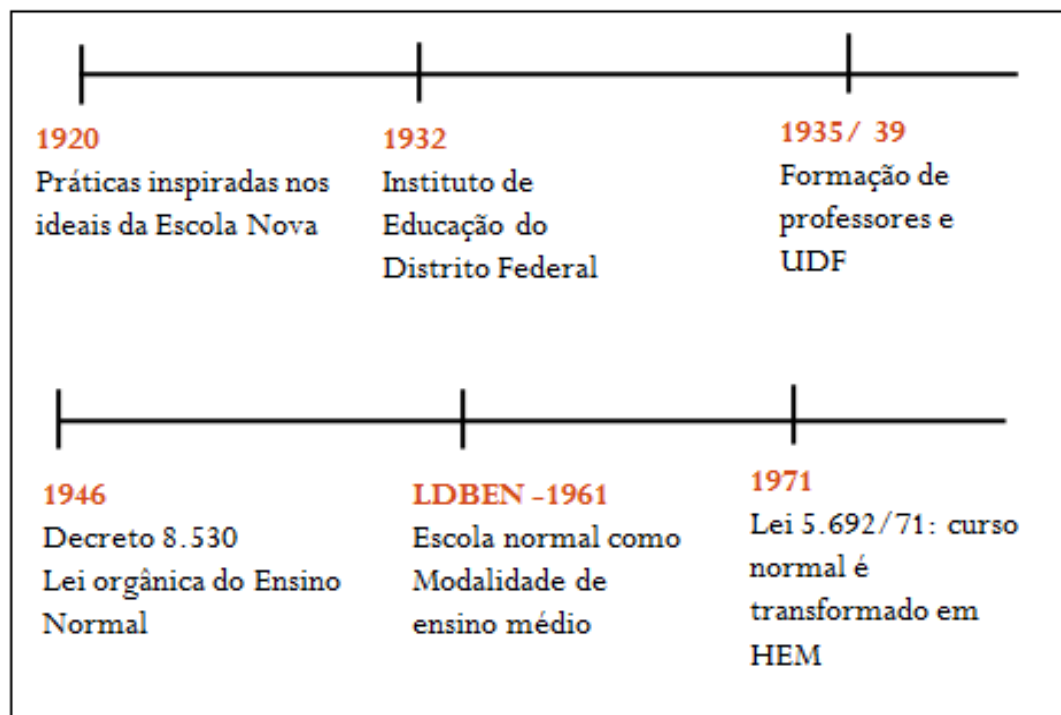 1920
Práticas inspiradas nos
ideais da Escola Nova
1932
Instituto de
Educação do
Distrito Federal
1935/ 39
Formação de
professores e
UDF
1946
Decreto 8.530
Lei orgânica do Ensino
Normal
LDBEN -1961
Escola normal como
Modalidade de
ensino médio
1971
Lei 5.692/71: curso
normal é
transformado em
HEM